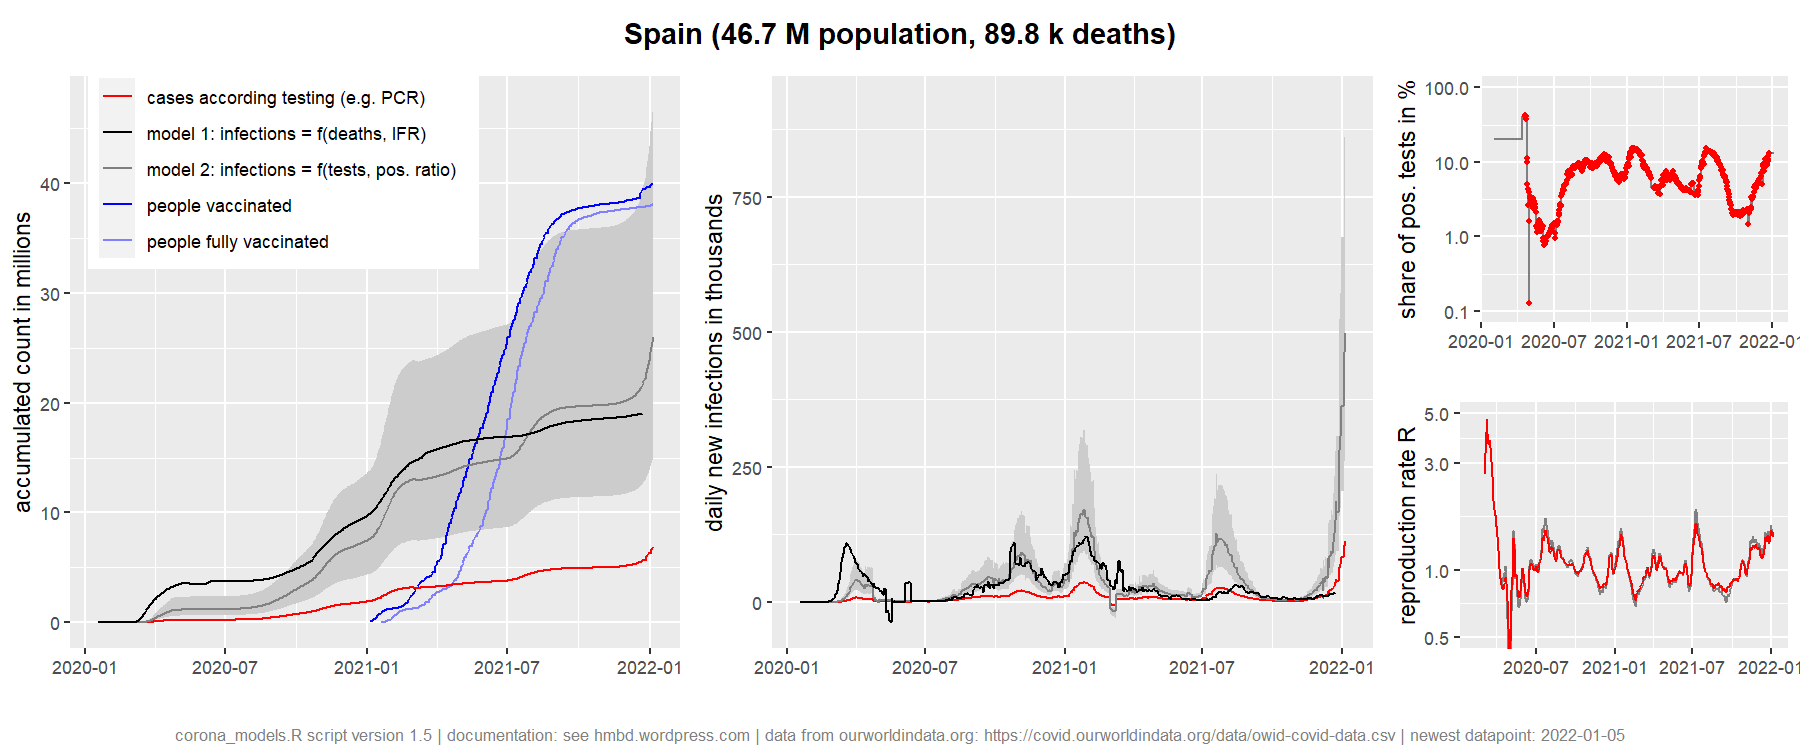 Spain (46.7 M population, 89.8 k deaths)
cases according testing (e.g. PCR)
model 1: infections = f(deaths, IFR)
model 2: infections = f(tests, pos. ratio)
people vaccinated
people fully vaccinated
accumulated count in millions
40
30
20
10
0
2020-01 2020-07 2021-01 2021-07 2022-01
daily new infections in thousands
750
500
250
0
2020-01 2020-07 2021-01 2021-07 2022-01
share of pos. tests in %
100.0
10.0
1.0
0.1
2020-01 2020-07 2021-01 2021-07 2022-01
reproduction rate R
5.0
3.0
1.0
0.5
2020-07 2021-01 2021-07 2022-01
corona_models.R script version 1.5 | documentation: see hmbd.wordpress.com | data from ourworldindata.org: https://covid.ourworldindata.org/data/owid-covid-data.csv | newest datapoint: 2022-01-05